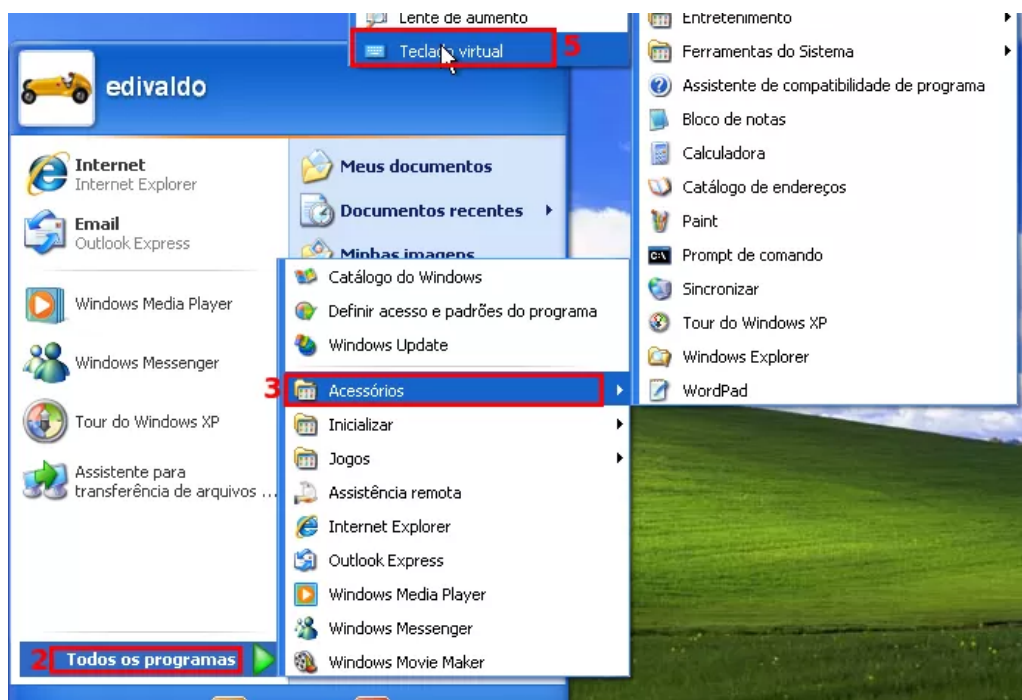 Lente de aumento
Teclado virtual
5
edivaldo
Internet
Internet Explorer
Email
Outlook Express
Windows Media Player
Windows Messenger
Tour do Windows XP
Assistente para
transferência de arquivos ...
2
Todos os programas
Meus documentos
Documentos recentes
Minhas imagens
Catálogo do Windows
Definir acesso e padrões do programa
Windows Update
3
Acessórios
Inicializar
Jogos
Assistência remota
Internet Explorer
Outlook Express
Windows Media Player
Windows Messenger
Windows Movie Maker
Entretenimento
Ferramentas do Sistema
Assistente de compatibilidade de programa
Bloco de notas
Calculadora
Catálogo de endereços
Paint
Prompt de comando
Sincronizar
Tour do Windows XP
Windows Explorer
WordPad